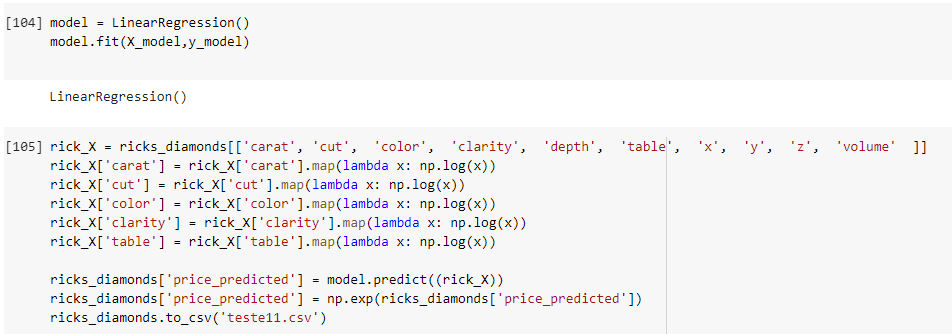 [104] model = LinearRegression()
model.fit(X_model,y_model)
LinearRegression()
[105] rick_X = ricks_diamonds[['carat', 'cut', 'color', 'clarity', 'depth', 'table', 'x', 'y', 'z', 'volume' ]]
rick_X['carat'] = rick_X['carat'].map(lambda x: np.log(x))
rick_X['cut'] = rick_X['cut'].map(lambda x: np.log(x))
rick_X['color'] = rick_X['color'].map(lambda x: np.log(x))
rick_X['clarity'] = rick_X['clarity'].map(lambda x: np.log(x))
rick_X['table'] = rick_X['table'].map(lambda x: np.log(x))
ricks_diamonds['price_predicted'] = model.predict((rick_X))
ricks_diamonds['price_predicted'] = np.exp(ricks_diamonds['price_predicted'])
ricks_diamonds.to_csv('teste11.csv')